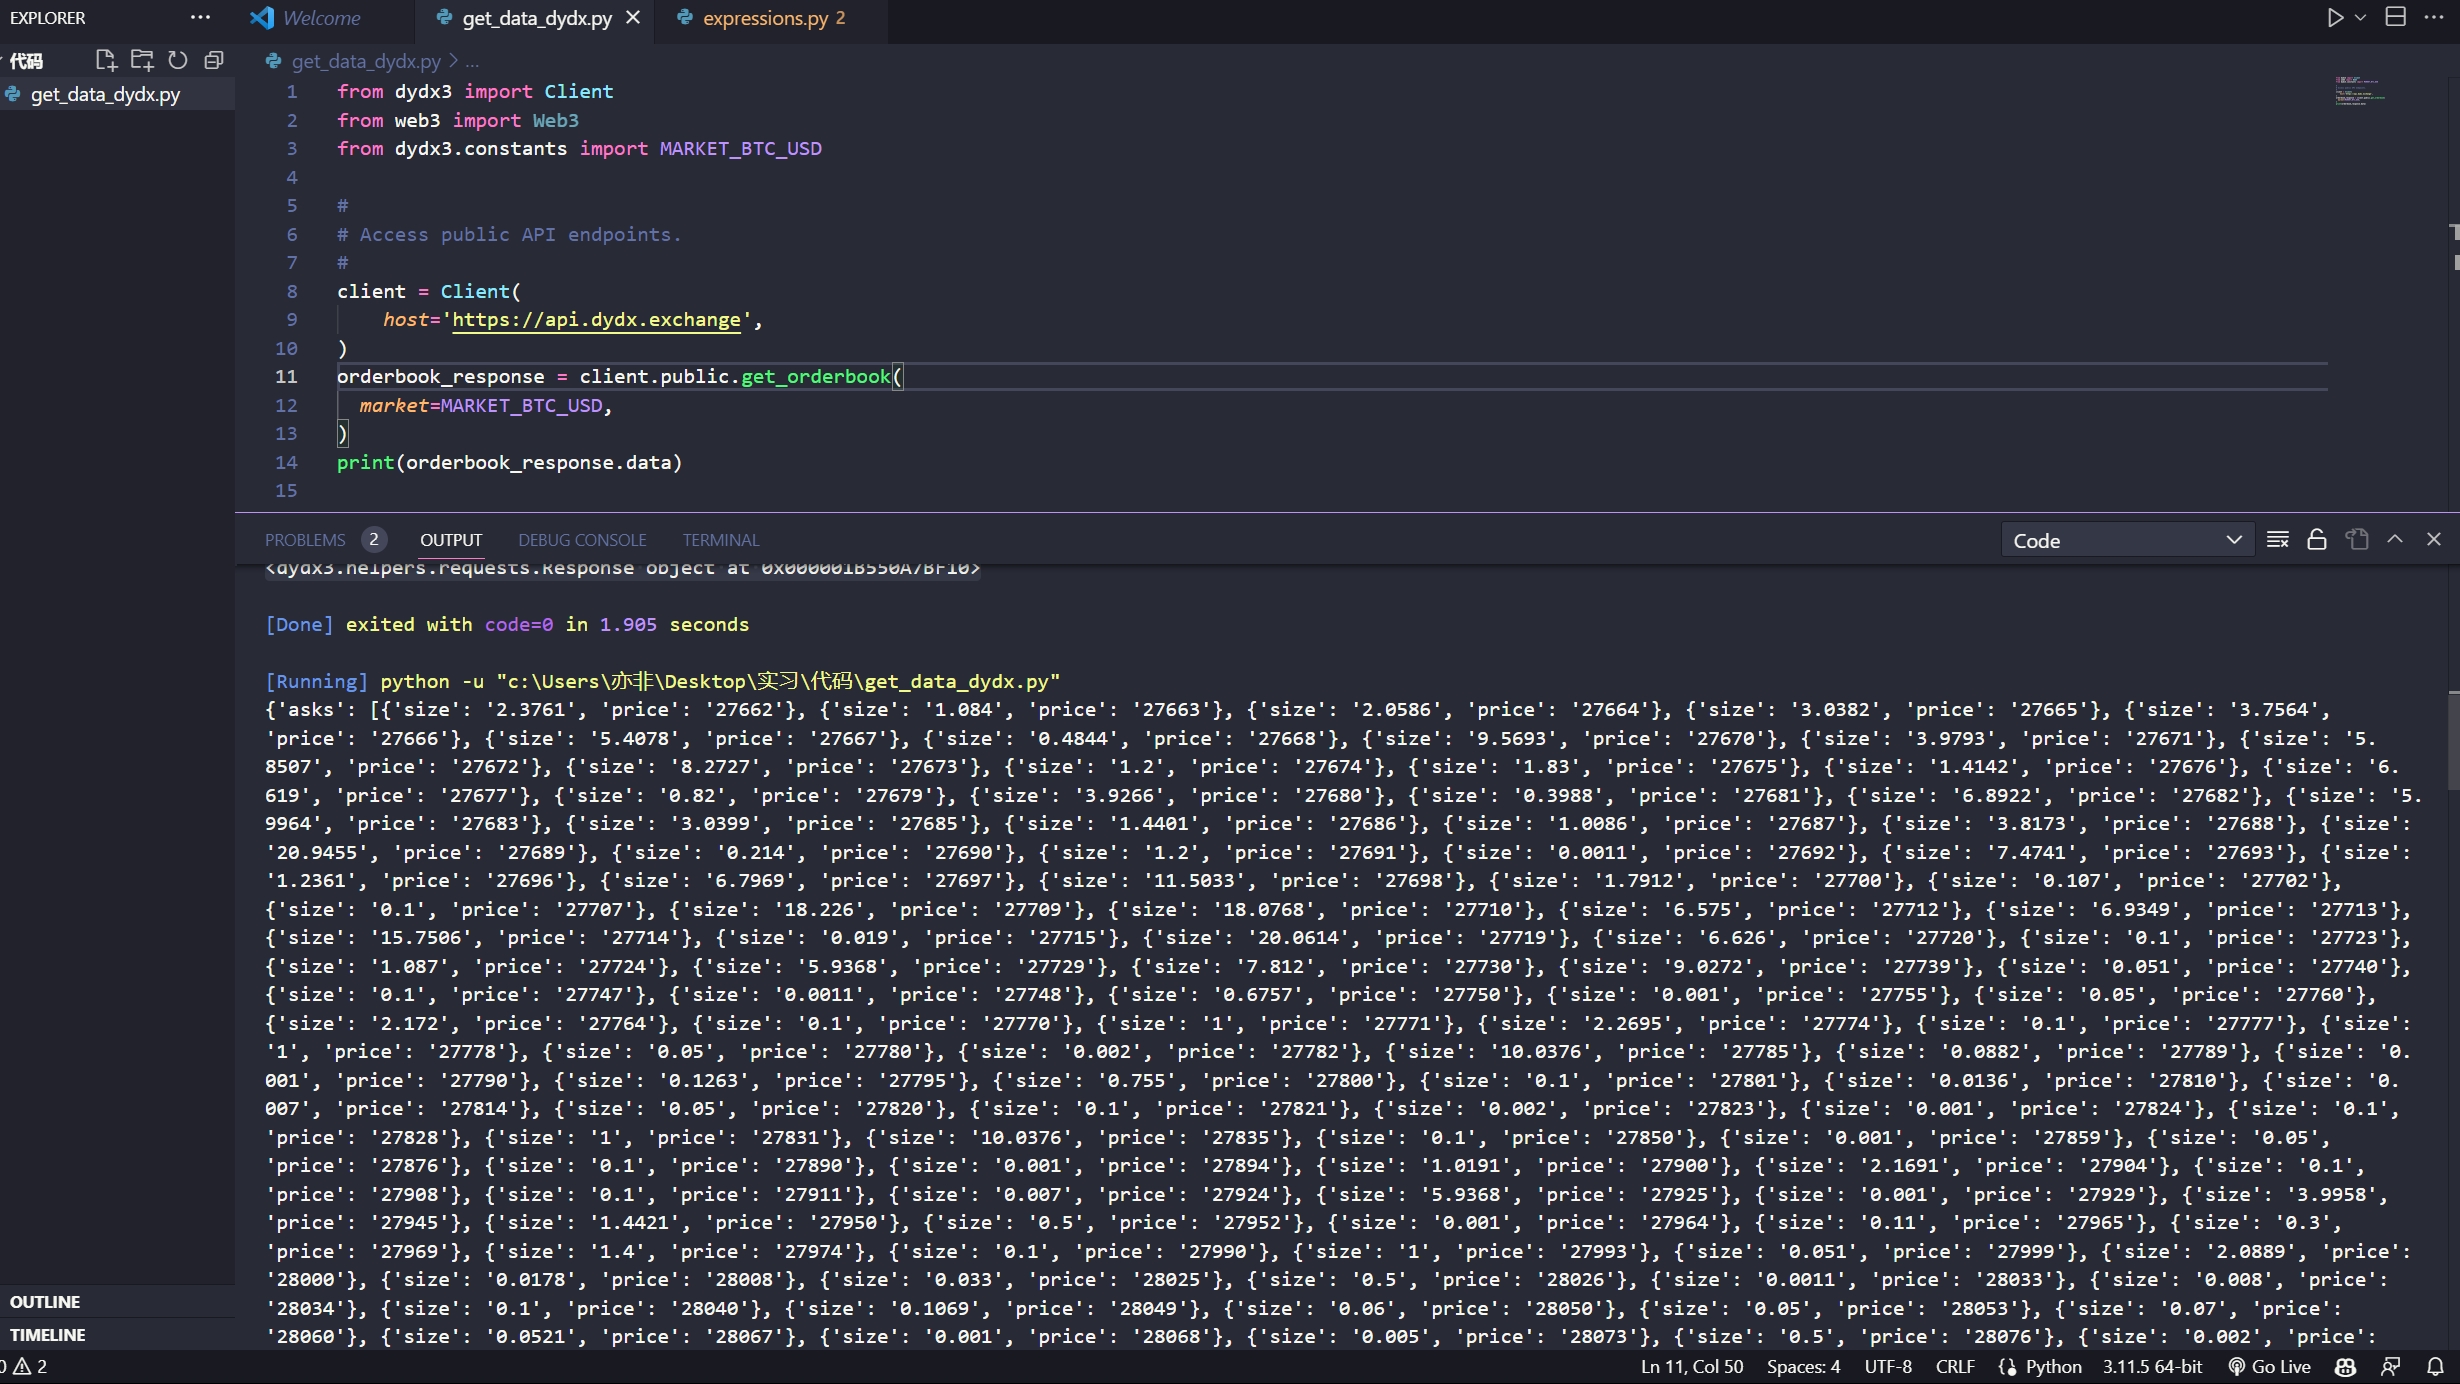 EXPLORER ··· Welcome get_data_dydx.py expressions.py 2
代码 get_data_dydx.py > ...
get_data_dydx.py
1 from dydx3 import Client
2 from web3 import Web3
3 from dydx3.constants import MARKET_BTC_USD
4
5 #
6 # Access public API endpoints.
7 #
8 client = Client(
9 host='https://api.dydx.exchange',
10 )
11 orderbook_response = client.public.get_orderbook(
12 market=MARKET_BTC_USD,
13 )
14 print(orderbook_response.data)
15
PROBLEMS 2 OUTPUT DEBUG CONSOLE TERMINAL Code
<dydx3.helpers.requests.Response object at 0x000001B550A7BF10>
[Done] exited with code=0 in 1.905 seconds
[Running] python -u "c:\Users\亦非\Desktop\实习\代码\get_data_dydx.py"
{'asks': [{'size': '2.3761', 'price': '27662'}, {'size': '1.084', 'price': '27663'}, {'size': '2.0586', 'price': '27664'}, {'size': '3.0382', 'price': '27665'}, {'size': '3.7564',
'price': '27666'}, {'size': '5.4078', 'price': '27667'}, {'size': '0.4844', 'price': '27668'}, {'size': '9.5693', 'price': '27670'}, {'size': '3.9793', 'price': '27671'}, {'size': '5.
8507', 'price': '27672'}, {'size': '8.2727', 'price': '27673'}, {'size': '1.2', 'price': '27674'}, {'size': '1.83', 'price': '27675'}, {'size': '1.4142', 'price': '27676'}, {'size': '6.
619', 'price': '27677'}, {'size': '0.82', 'price': '27679'}, {'size': '3.9266', 'price': '27680'}, {'size': '0.3988', 'price': '27681'}, {'size': '6.8922', 'price': '27682'}, {'size': '5.
9964', 'price': '27683'}, {'size': '3.0399', 'price': '27685'}, {'size': '1.4401', 'price': '27686'}, {'size': '1.0086', 'price': '27687'}, {'size': '3.8173', 'price': '27688'}, {'size':
'20.9455', 'price': '27689'}, {'size': '0.214', 'price': '27690'}, {'size': '1.2', 'price': '27691'}, {'size': '0.0011', 'price': '27692'}, {'size': '7.4741', 'price': '27693'}, {'size':
'1.2361', 'price': '27696'}, {'size': '6.7969', 'price': '27697'}, {'size': '11.5033', 'price': '27698'}, {'size': '1.7912', 'price': '27700'}, {'size': '0.107', 'price': '27702'},
{'size': '0.1', 'price': '27707'}, {'size': '18.226', 'price': '27709'}, {'size': '18.0768', 'price': '27710'}, {'size': '6.575', 'price': '27712'}, {'size': '6.9349', 'price': '27713'},
{'size': '15.7506', 'price': '27714'}, {'size': '0.019', 'price': '27715'}, {'size': '20.0614', 'price': '27719'}, {'size': '6.626', 'price': '27720'}, {'size': '0.1', 'price': '27723'},
{'size': '1.087', 'price': '27724'}, {'size': '5.9368', 'price': '27729'}, {'size': '7.812', 'price': '27730'}, {'size': '9.0272', 'price': '27739'}, {'size': '0.051', 'price': '27740'},
{'size': '0.1', 'price': '27747'}, {'size': '0.0011', 'price': '27748'}, {'size': '0.6757', 'price': '27750'}, {'size': '0.001', 'price': '27755'}, {'size': '0.05', 'price': '27760'},
{'size': '2.172', 'price': '27764'}, {'size': '0.1', 'price': '27770'}, {'size': '1', 'price': '27771'}, {'size': '2.2695', 'price': '27774'}, {'size': '0.1', 'price': '27777'}, {'size':
'1', 'price': '27778'}, {'size': '0.05', 'price': '27780'}, {'size': '0.002', 'price': '27782'}, {'size': '10.0376', 'price': '27785'}, {'size': '0.0882', 'price': '27789'}, {'size': '0.
001', 'price': '27790'}, {'size': '0.1263', 'price': '27795'}, {'size': '0.755', 'price': '27800'}, {'size': '0.1', 'price': '27801'}, {'size': '0.0136', 'price': '27810'}, {'size': '0.
007', 'price': '27814'}, {'size': '0.05', 'price': '27820'}, {'size': '0.1', 'price': '27821'}, {'size': '0.002', 'price': '27823'}, {'size': '0.001', 'price': '27824'}, {'size': '0.1',
'price': '27828'}, {'size': '1', 'price': '27831'}, {'size': '10.0376', 'price': '27835'}, {'size': '0.1', 'price': '27850'}, {'size': '0.001', 'price': '27859'}, {'size': '0.05',
'price': '27876'}, {'size': '0.1', 'price': '27890'}, {'size': '0.001', 'price': '27894'}, {'size': '1.0191', 'price': '27900'}, {'size': '2.1691', 'price': '27904'}, {'size': '0.1',
'price': '27908'}, {'size': '0.1', 'price': '27911'}, {'size': '0.007', 'price': '27924'}, {'size': '5.9368', 'price': '27925'}, {'size': '0.001', 'price': '27929'}, {'size': '3.9958',
'price': '27945'}, {'size': '1.4421', 'price': '27950'}, {'size': '0.5', 'price': '27952'}, {'size': '0.001', 'price': '27964'}, {'size': '0.11', 'price': '27965'}, {'size': '0.3',
'price': '27969'}, {'size': '1.4', 'price': '27974'}, {'size': '0.1', 'price': '27990'}, {'size': '1', 'price': '27993'}, {'size': '0.051', 'price': '27999'}, {'size': '2.0889', 'price':
'28000'}, {'size': '0.0178', 'price': '28008'}, {'size': '0.033', 'price': '28025'}, {'size': '0.5', 'price': '28026'}, {'size': '0.0011', 'price': '28033'}, {'size': '0.008', 'price':
'28034'}, {'size': '0.1', 'price': '28040'}, {'size': '0.1069', 'price': '28049'}, {'size': '0.06', 'price': '28050'}, {'size': '0.05', 'price': '28053'}, {'size': '0.07', 'price':
'28060'}, {'size': '0.0521', 'price': '28067'}, {'size': '0.001', 'price': '28068'}, {'size': '0.005', 'price': '28073'}, {'size': '0.5', 'price': '28076'}, {'size': '0.002', 'price':
OUTLINE
TIMELINE
0 2 Ln 11, Col 50 Spaces: 4 UTF-8 CRLF Python 3.11.5 64-bit Go Live